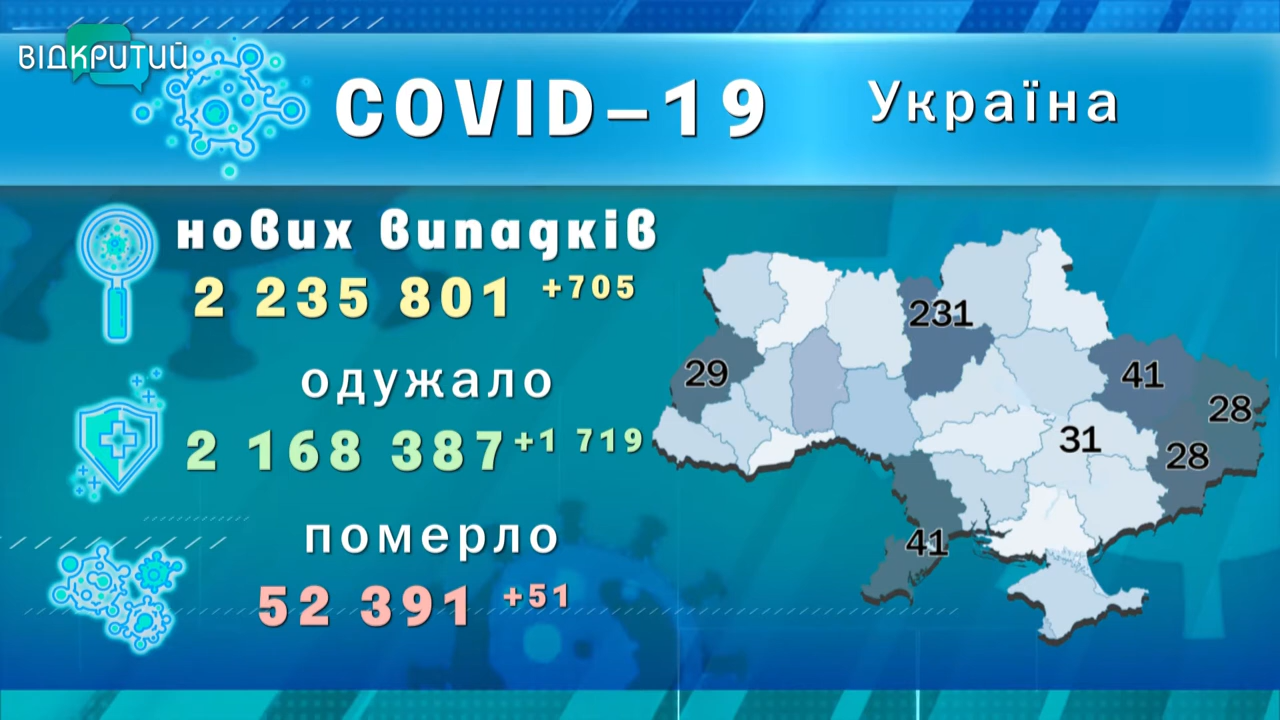 ВІДКРИТИЙ
COVID-19 Україна
нових випадків
2 235 801 +705
одужало
2 168 387 +1 719
померло
52 391 +51
231
29
41
28
31
28
41